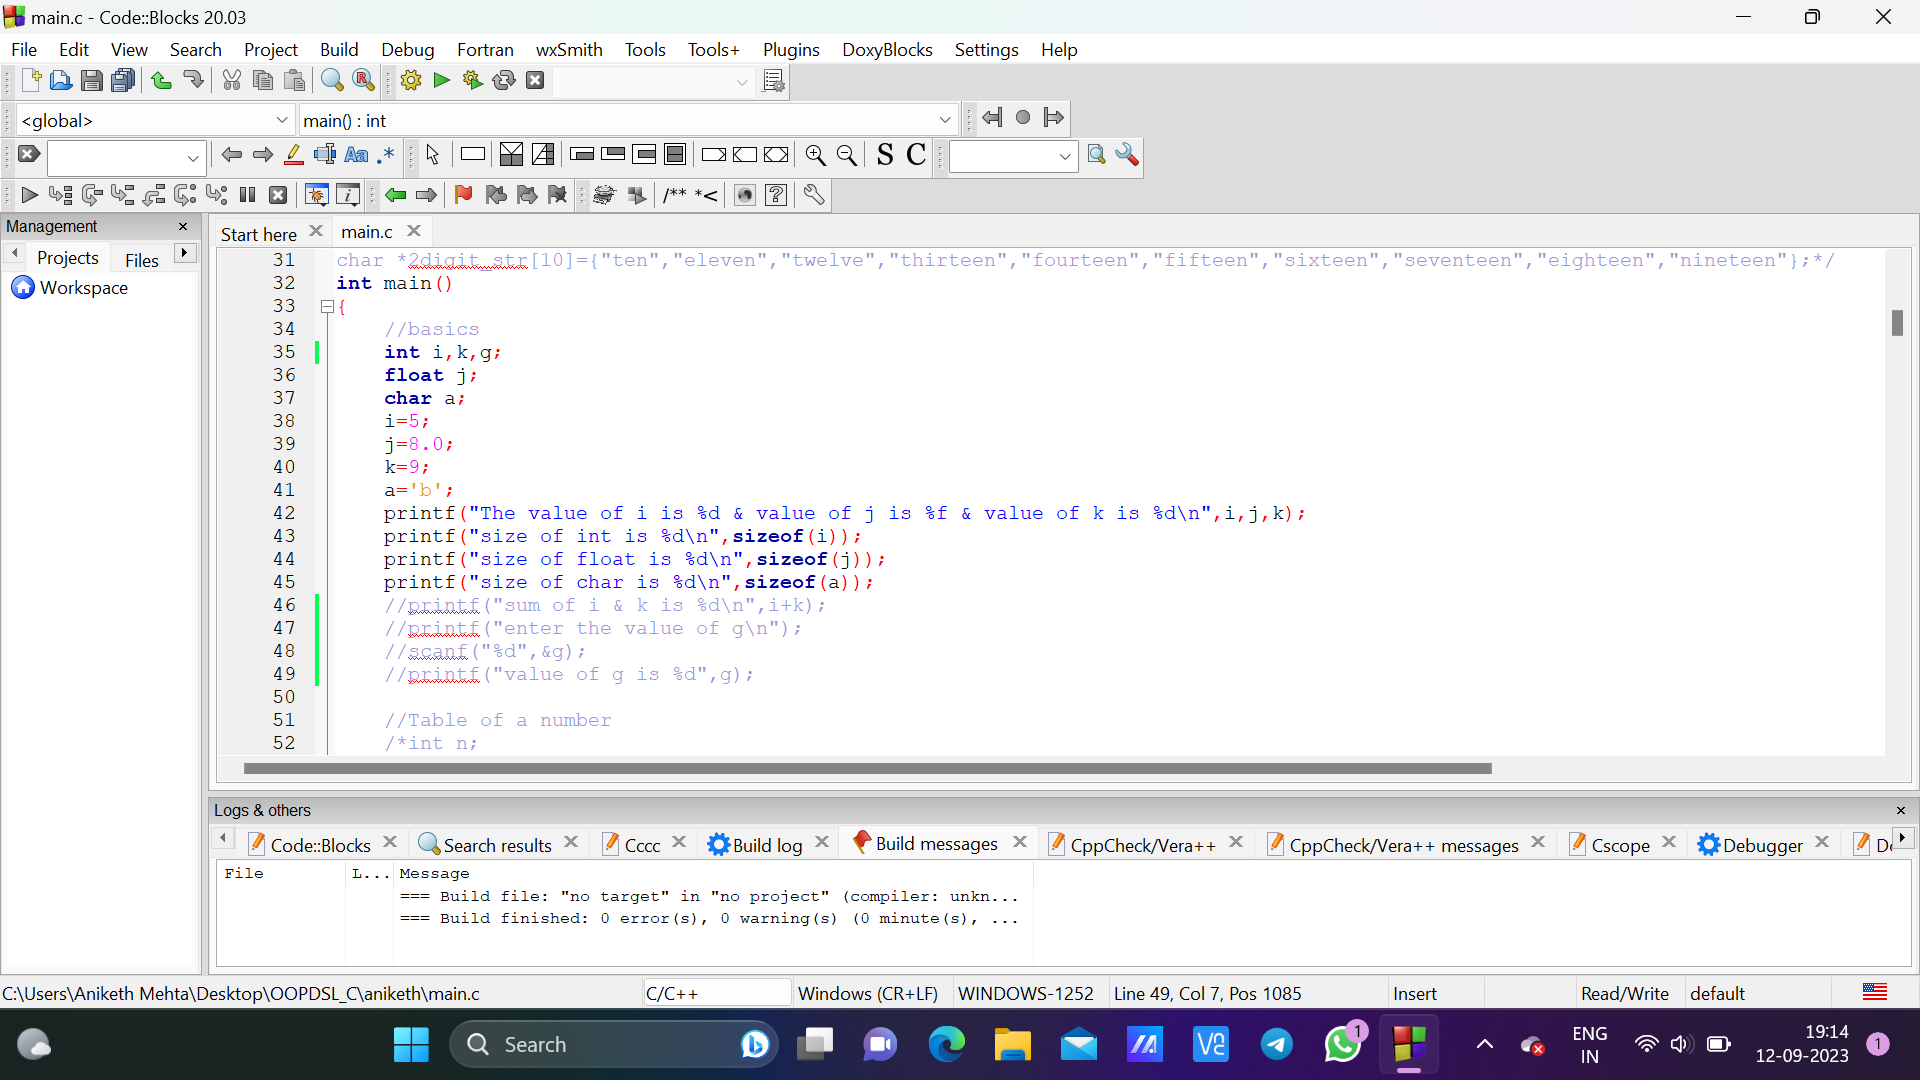 main.c - Code::Blocks 20.03
File Edit View Search Project Build Debug Fortran wxSmith Tools Tools+ Plugins DoxyBlocks Settings Help
<global> main() : int
Aa .* S C
/** *<
Management
Start here main.c
Projects Files
Workspace
31 char *2digit_str[10]={"ten","eleven","twelve","thirteen","fourteen","fifteen","sixteen","seventeen","eighteen","nineteen"};*/
32 int main()
33 {
34 //basics
35 int i,k,g;
36 float j;
37 char a;
38 i=5;
39 j=8.0;
40 k=9;
41 a='b';
42 printf("The value of i is %d & value of j is %f & value of k is %d\n",i,j,k);
43 printf("size of int is %d\n",sizeof(i));
44 printf("size of float is %d\n",sizeof(j));
45 printf("size of char is %d\n",sizeof(a));
46 //printf("sum of i & k is %d\n",i+k);
47 //printf("enter the value of g\n");
48 //scanf("%d",&g);
49 //printf("value of g is %d",g);
50
51 //Table of a number
52 /*int n;
Logs & others
Code::Blocks Search results Cccc Build log Build messages CppCheck/Vera++ CppCheck/Vera++ messages Cscope Debugger
File L... Message
=== Build file: "no target" in "no project" (compiler: unkn...
=== Build finished: 0 error(s), 0 warning(s) (0 minute(s), ...
C:\Users\Aniketh Mehta\Desktop\OOPDSL_C\aniketh\main.c C/C++ Windows (CR+LF) WINDOWS-1252 Line 49, Col 7, Pos 1085 Insert Read/Write default
Search 1 ENG IN 19:14 12-09-2023 1